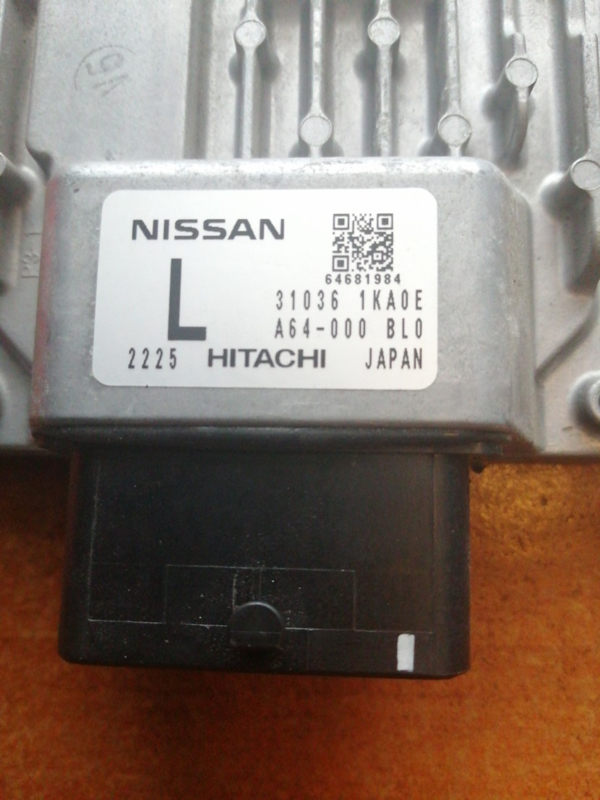 NISSAN
64681984
L
31036 1KA0E
A64-000 BL0
2225 HITACHI JAPAN